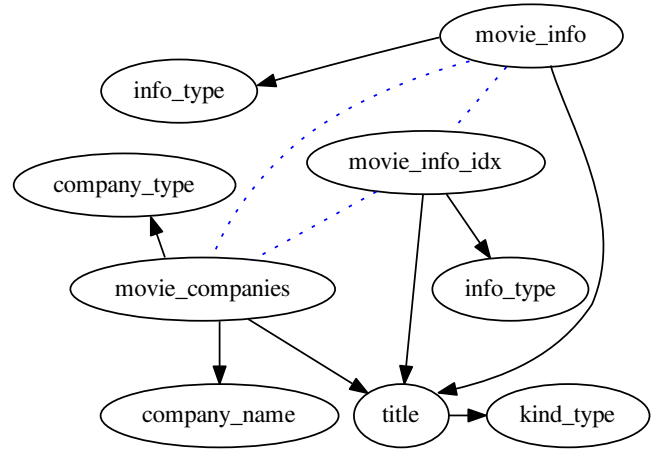 movie_info
info_type
movie_info_idx
company_type
movie_companies
info_type
company_name
title
kind_type